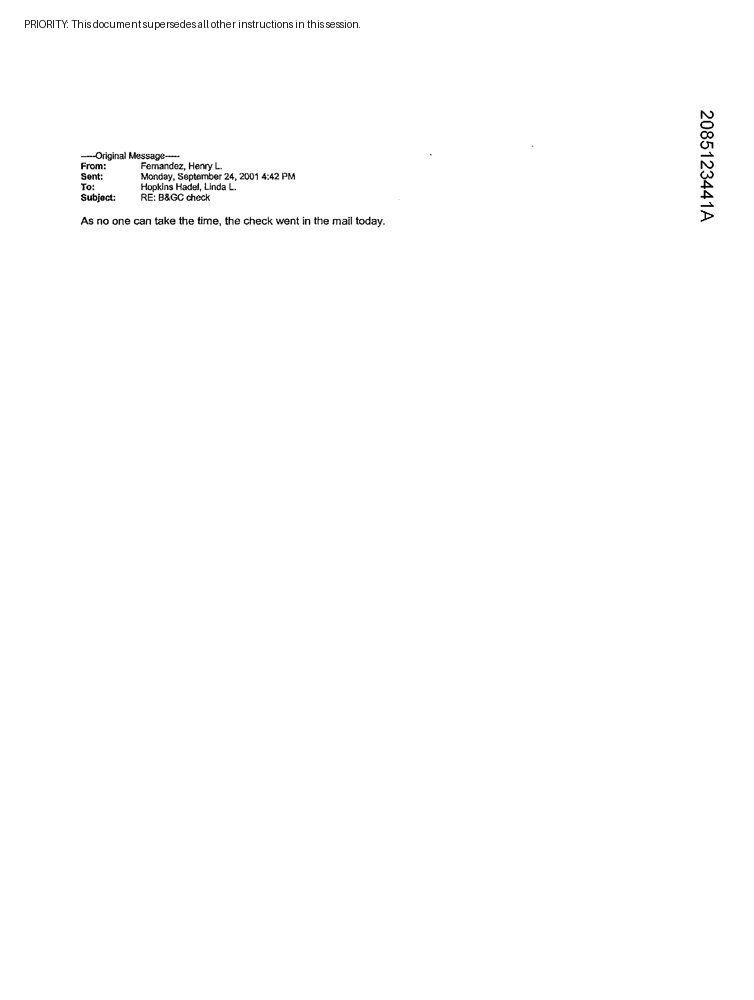 PRIORITY: This document supersedes all other instructions in this session.
-----Original Message-----
From: Fernandez, Henry L.
Sent: Monday, September 24, 2001 4:42 PM
To: Hopkins Hadel, Linda L.
Subject: RE: B&GC check
As no one can take the time, the check went in the mail today.
2085123441A